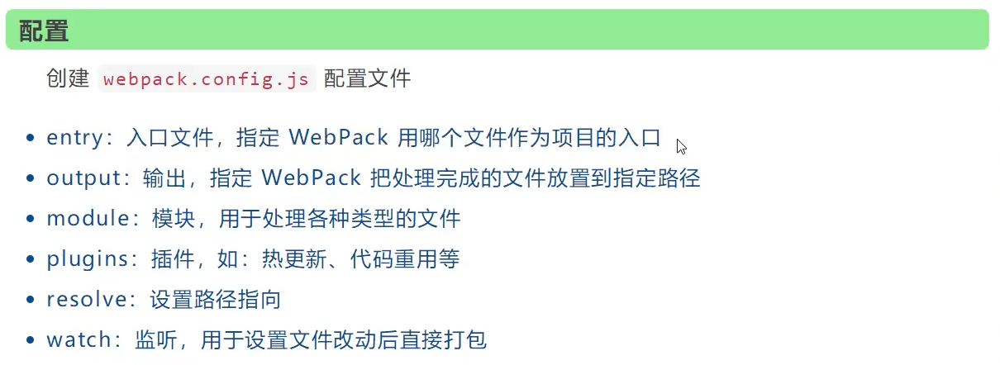 配置
创建 webpack.config.js 配置文件
• entry：入口文件，指定 WebPack 用哪个文件作为项目的入口
• output：输出，指定 WebPack 把处理完成的文件放置到指定路径
• module：模块，用于处理各种类型的文件
• plugins：插件，如：热更新、代码重用等
• resolve：设置路径指向
• watch：监听，用于设置文件改动后直接打包